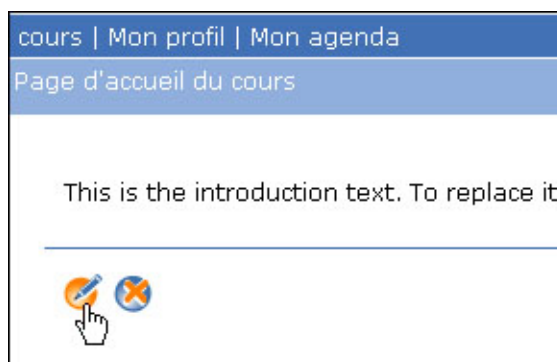 cours | Mon profil | Mon agenda
Page d'accueil du cours
This is the introduction text. To replace it